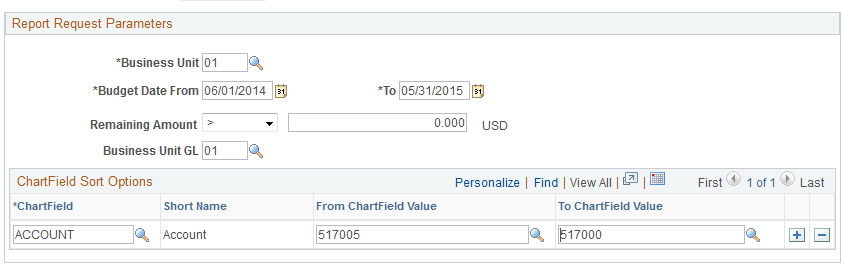 Report Request Parameters
*Business Unit 01
*Budget Date From 06/01/2014 31 *To 05/31/2015 31
Remaining Amount > 0.000 USD
Business Unit GL 01
ChartField Sort Options Personalize | Find | View All | | First 1 of 1 Last
*ChartField Short Name From ChartField Value To ChartField Value
ACCOUNT Account 517005 517000 + -